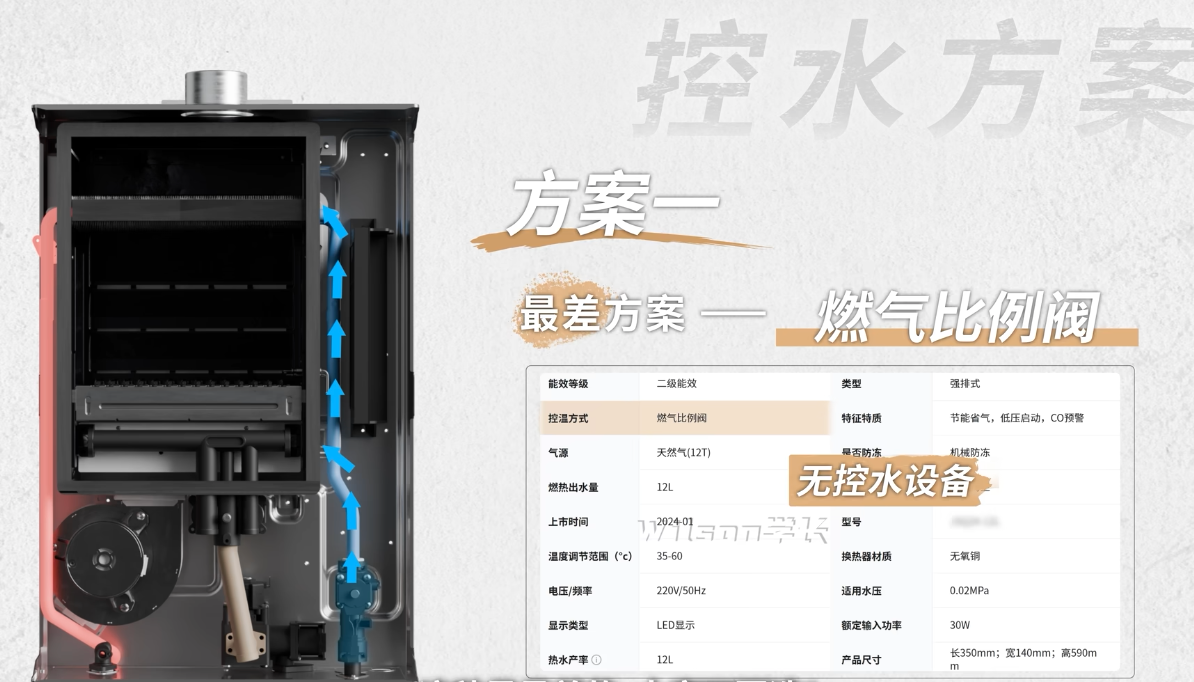 控水方案
方案一
最差方案 —— 燃气比例阀
能效等级 二级能效 类型 强排式
控温方式 燃气比例阀 特征特质 节能省气，低压启动，CO预警
气源 天然气(12T) 是否防冻 机械防冻
燃热出水量 12L
无控水设备
上市时间 2024-01 型号
Wilson学长
温度调节范围（°c） 35-60 换热器材质 无氧铜
电压/频率 220V/50Hz 适用水压 0.02MPa
显示类型 LED显示 额定输入功率 30W
热水产率 12L 产品尺寸 长350mm；宽140mm；高590m
m